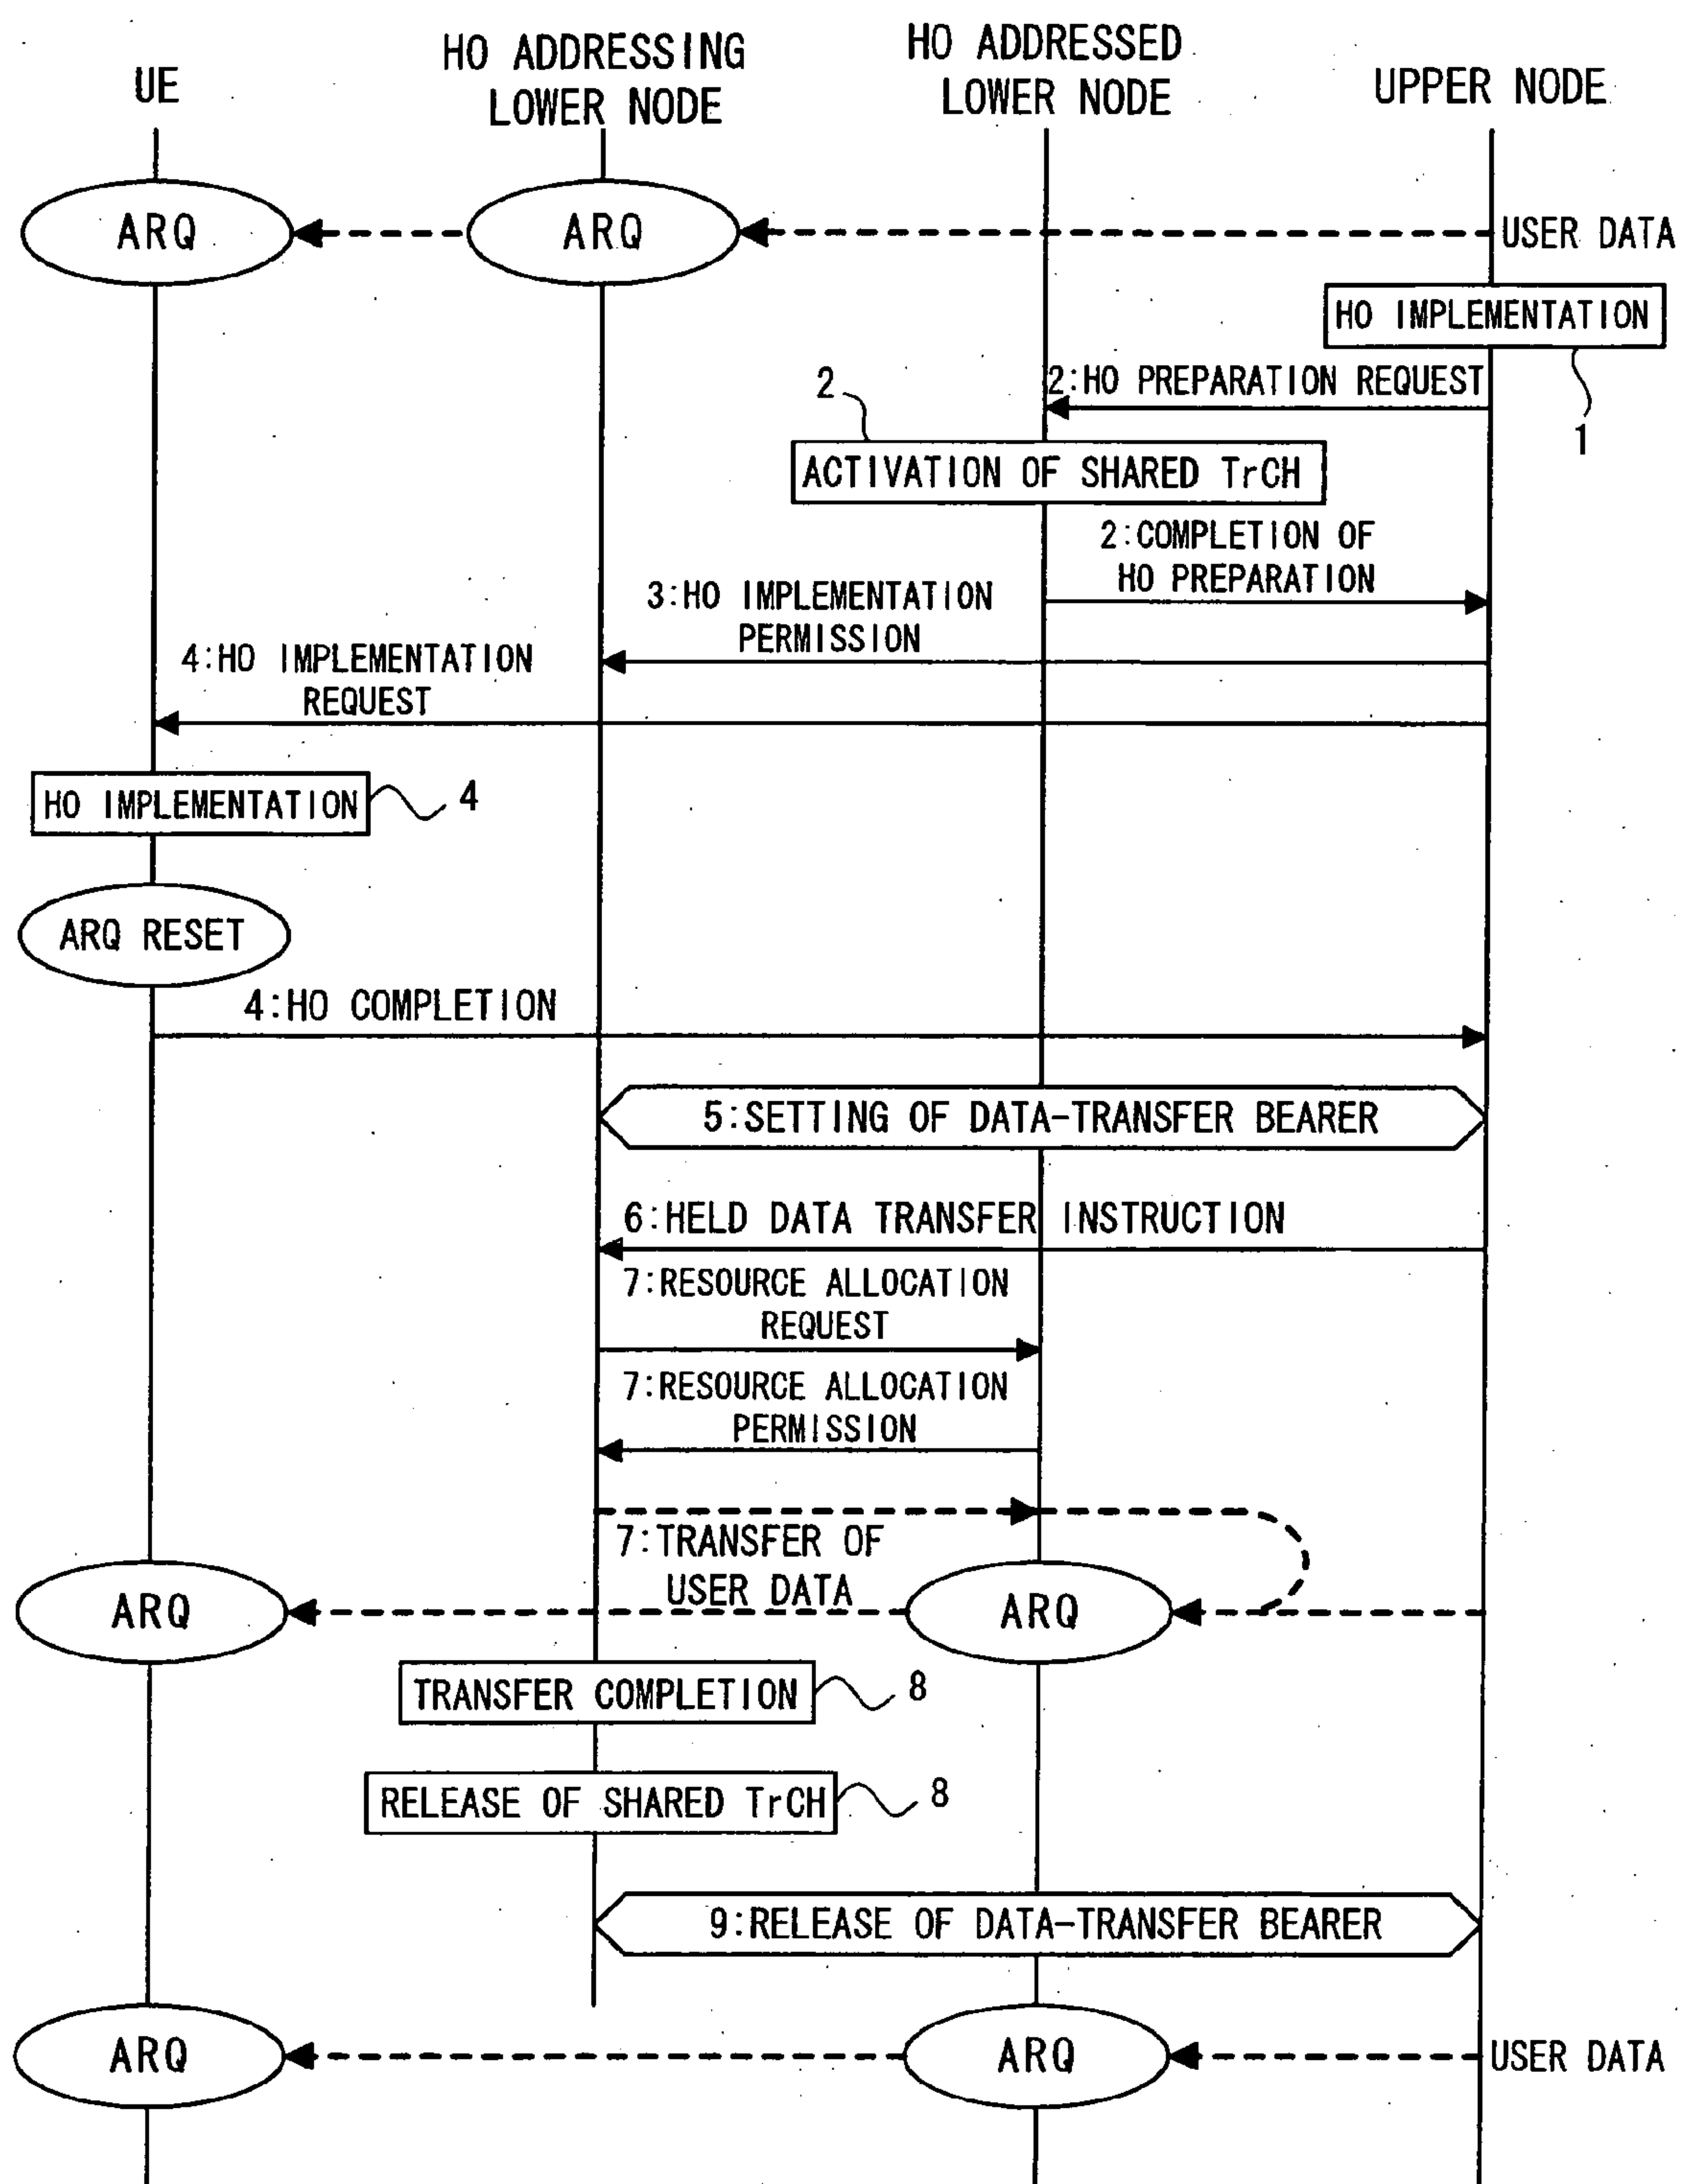 UE
HO ADDRESSING
LOWER NODE
HO ADDRESSED
LOWER NODE
UPPER NODE
ARQ
ARQ
USER DATA
HO IMPLEMENTATION
1
2:HO PREPARATION REQUEST
2
ACTIVATION OF SHARED TrCH
2:COMPLETION OF
HO PREPARATION
3:HO IMPLEMENTATION
PERMISSION
4:HO IMPLEMENTATION
REQUEST
HO IMPLEMENTATION
4
ARQ RESET
4:HO COMPLETION
5:SETTING OF DATA-TRANSFER BEARER
6:HELD DATA TRANSFER INSTRUCTION
7:RESOURCE ALLOCATION
REQUEST
7:RESOURCE ALLOCATION
PERMISSION
7:TRANSFER OF
USER DATA
ARQ
ARQ
TRANSFER COMPLETION
8
RELEASE OF SHARED TrCH
8
9:RELEASE OF DATA-TRANSFER BEARER
ARQ
ARQ
USER DATA